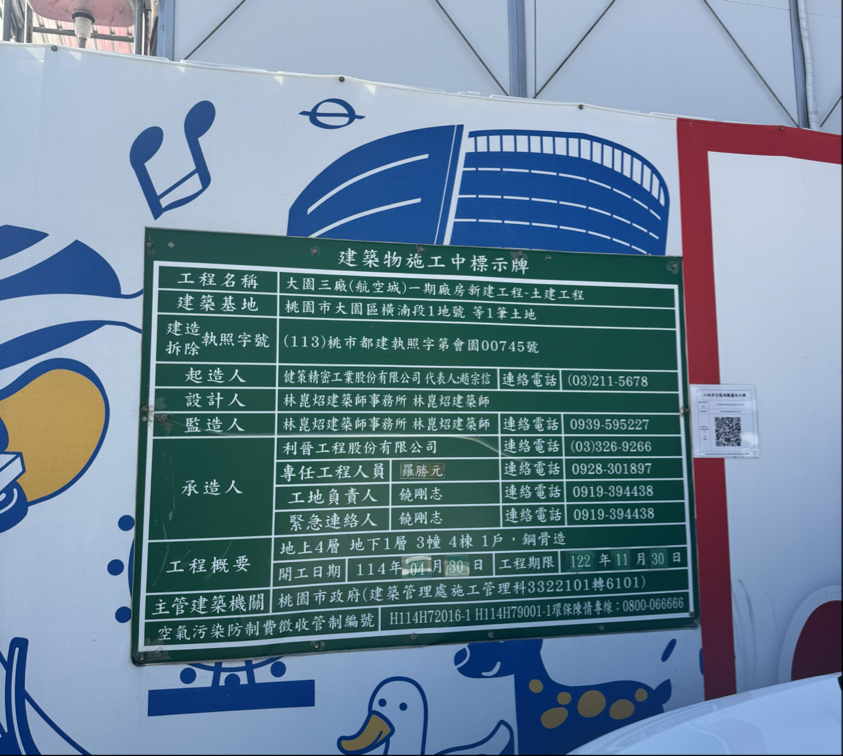 建築物施工中標示牌
工程名稱 大園三廠(航空城)一期廠房新建工程-土建工程
建築基地 桃園市大園區橫湳段1地號 等1筆土地
建造拆除執照字號 (113)桃市都建執照字第會園00745號
起造人 健策精密工業股份有限公司 代表人:趙宗信 連絡電話 (03)211-5678
設計人 林崑炤建築師事務所 林崑炤建築師
監造人 林崑炤建築師事務所 林崑炤建築師 連絡電話 0939-595227
承造人 利晉工程股份有限公司 連絡電話 (03)326-9266
專任工程人員 羅勝元 連絡電話 0928-301897
工地負責人 饒剛志 連絡電話 0919-394438
緊急連絡人 饒剛志 連絡電話 0919-394438
工程概要 地上4層 地下1層 3幢 4棟 1戶，鋼骨造
開工日期 114年04月30日 工程期限 122年11月30日
主管建築機關 桃園市政府(建築管理處施工管理科3322101轉6101)
空氣污染防制費徵收管制編號 H114H72016-1 H114H79001-1環保陳情專線：0800-066666